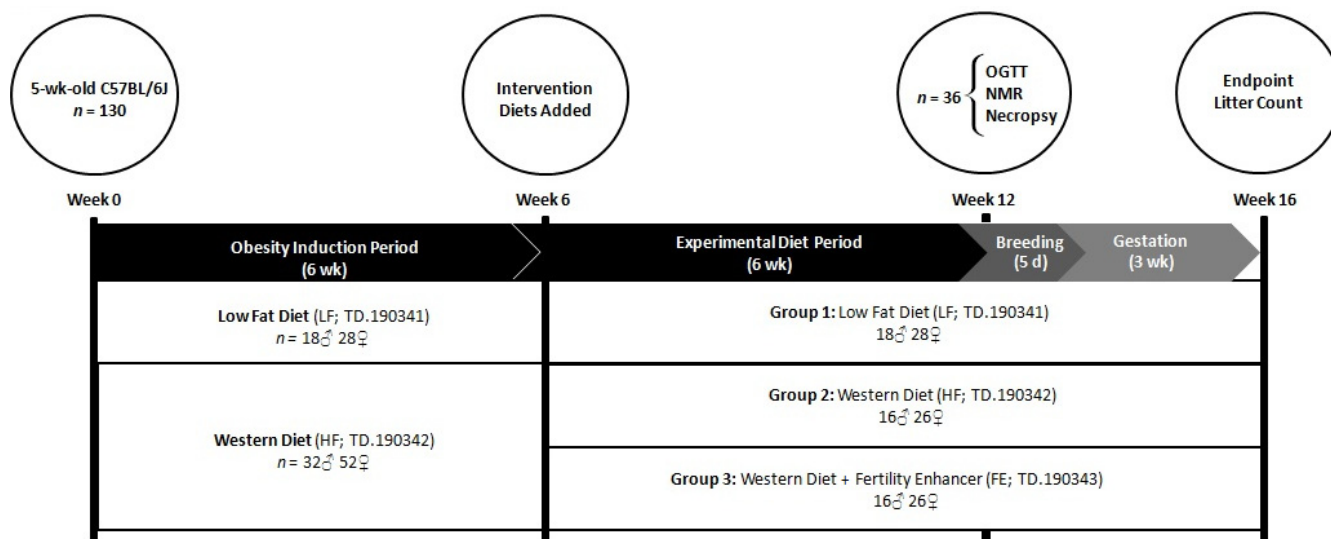 5-wk-old C57BL/6J
n = 130
Intervention
Diets Added
n = 36 { OGTT
NMR
Necropsy
Endpoint
Litter Count
Week 0
Week 6
Week 12
Week 16
Obesity Induction Period
(6 wk)
Experimental Diet Period
(6 wk)
Breeding
(5 d)
Gestation
(3 wk)
Low Fat Diet (LF; TD.190341)
n = 18♂ 28♀
Group 1: Low Fat Diet (LF; TD.190341)
18♂ 28♀
Western Diet (HF; TD.190342)
n = 32♂ 52♀
Group 2: Western Diet (HF; TD.190342)
16♂ 26♀
Group 3: Western Diet + Fertility Enhancer (FE; TD.190343)
16♂ 26♀